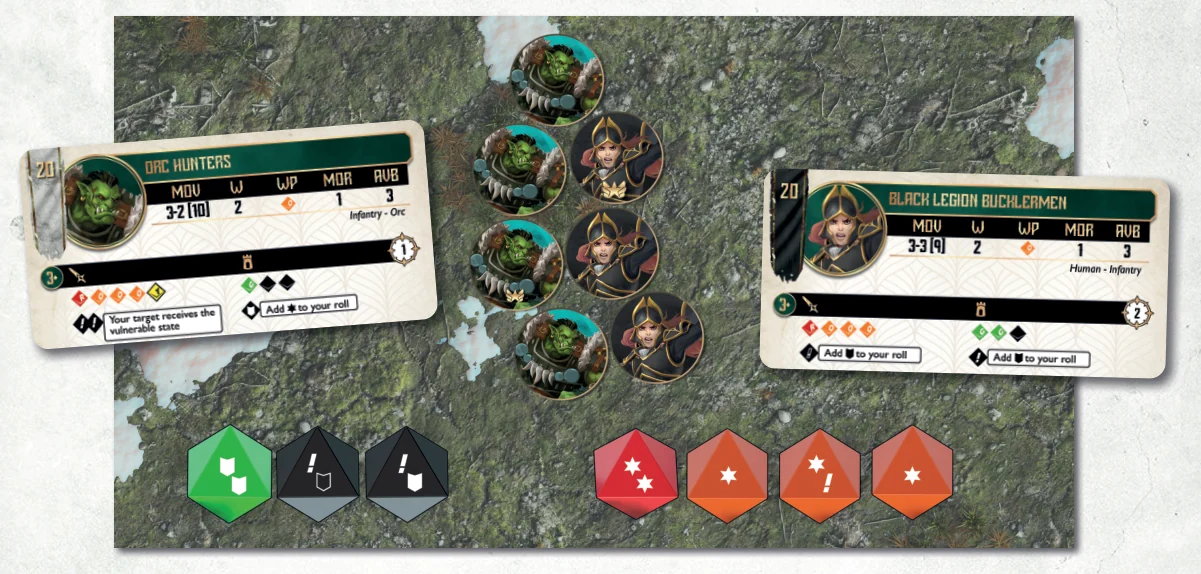 20
ORC HUNTERS
MOV W WP MOR AVB
3-2 [10] 2 1 3
Infantry - Orc
1
3+
Your target receives the
vulnerable state
Add to your roll
20
BLACK LEGION BUCKLERMEN
MOV W WP MOR AVB
3-3 [9] 2 1 3
Human - Infantry
2
3+
Add to your roll
Add to your roll
!
!
!